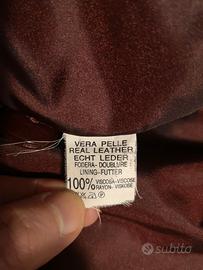 VERA PELLE
REAL LEATHER
ECHT LEDER
FODERA-DOUBLURE
LINING-FUTTER
100% VISCOSA-VISCOSE
RAYON-VISKOSE
subito